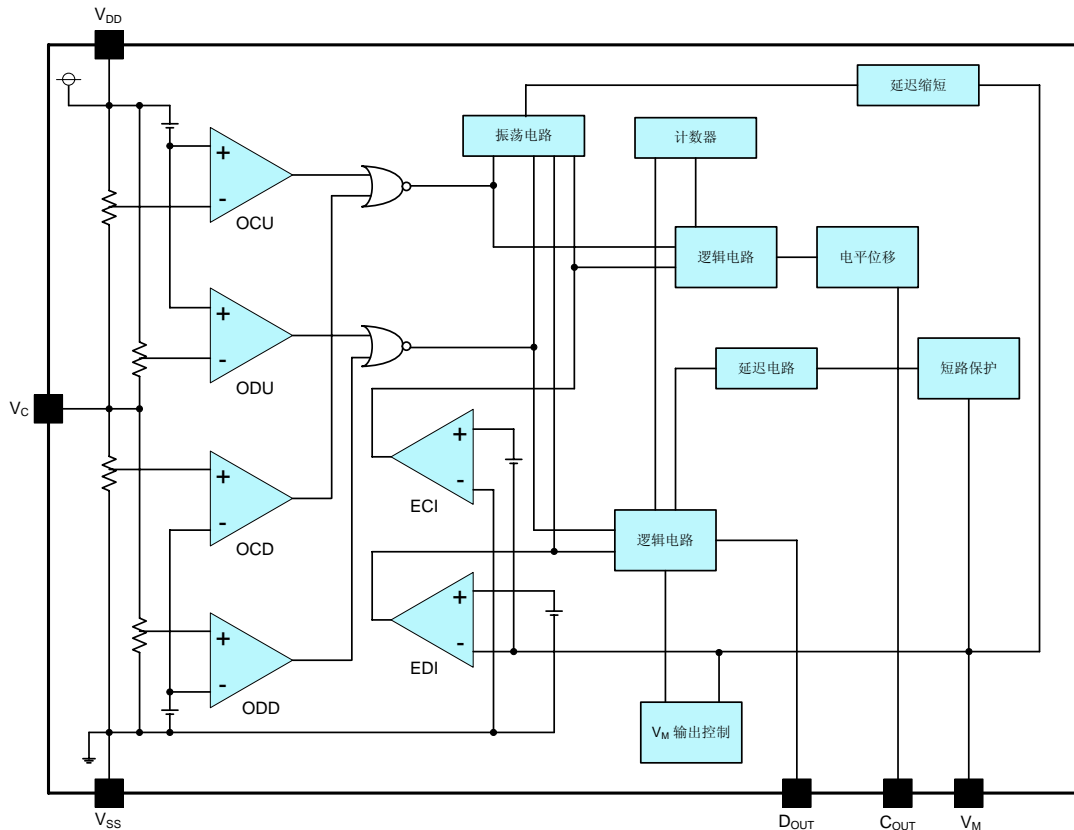 VDD
延迟缩短
振荡电路
计数器
+
-
OCU
逻辑电路
电平位移
+
-
ODU
延迟电路
短路保护
VC
+
-
ECI
+
-
OCD
逻辑电路
+
-
EDI
+
-
ODD
VM 输出控制
VSS
DOUT
COUT
VM